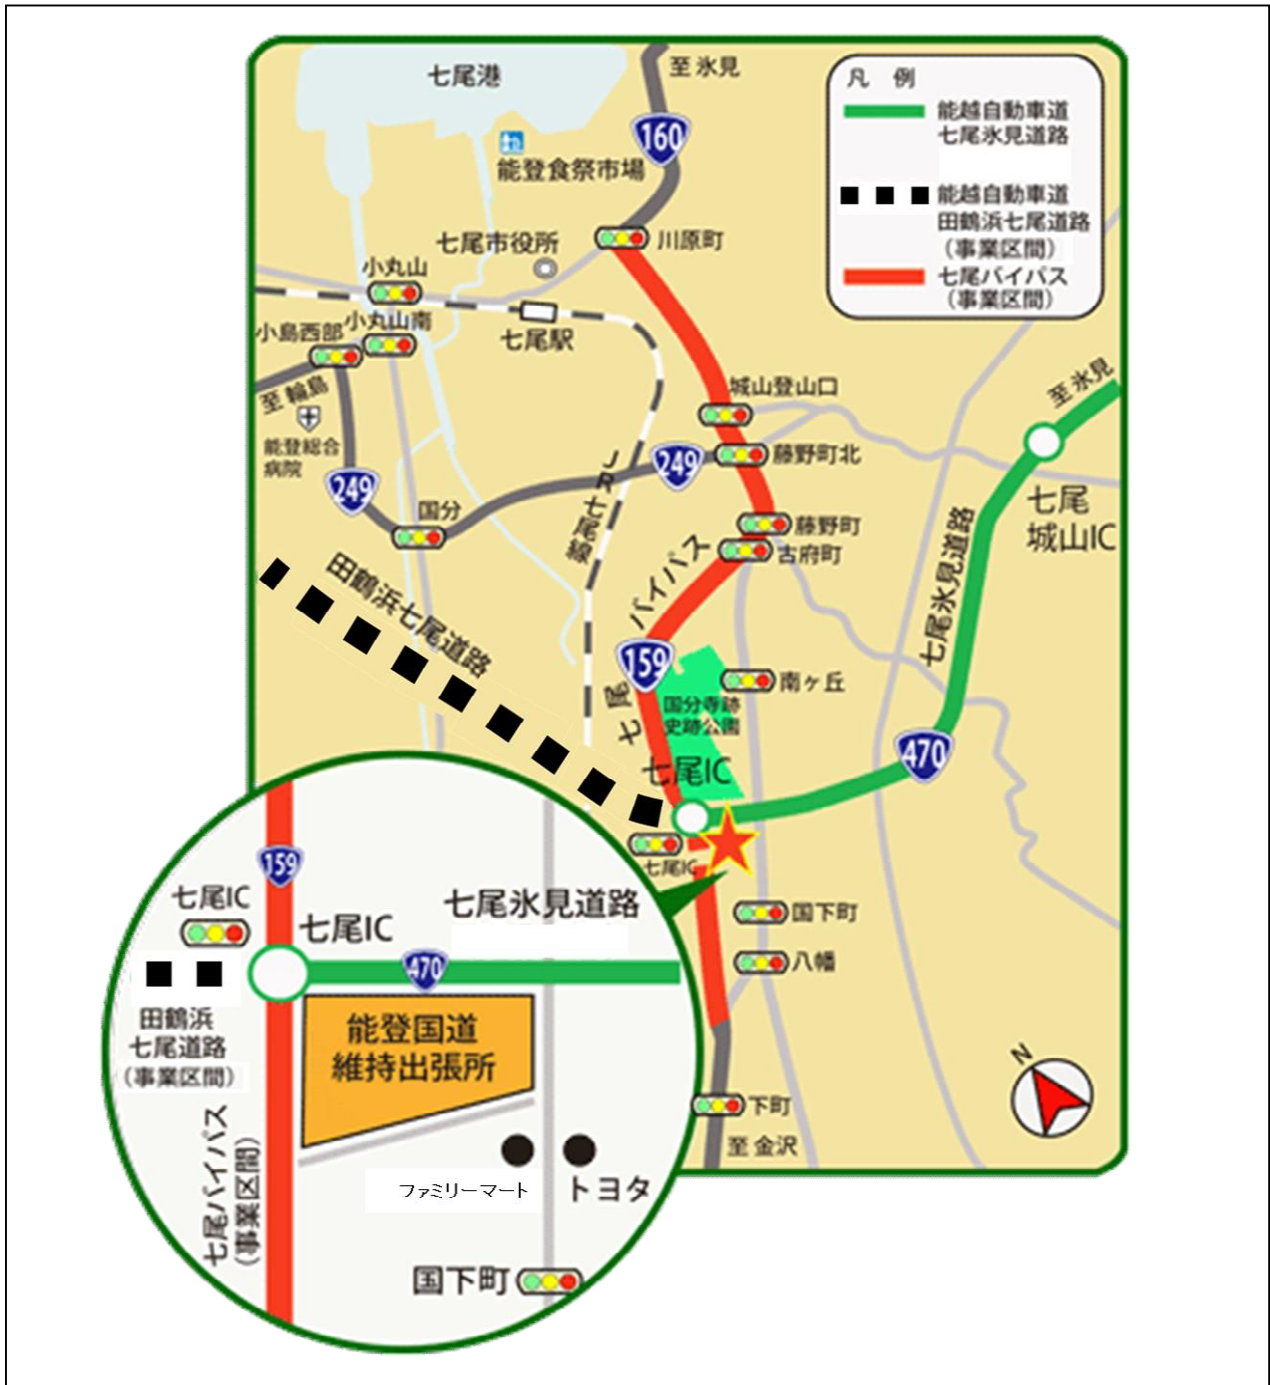 七尾港
至 氷見
160
能登食祭市場
七尾市役所
川原町
小丸山
小丸山南
小島西部
七尾駅
至 輪島
能登総合
病院
249
国分
249
JR七尾線
城山登山口
藤野町北
藤野町
古府町
田鶴浜七尾道路
七尾バイパス
159
国分寺跡
史跡公園
南ヶ丘
七尾IC
七尾IC
至 氷見
七尾
城山IC
七尾氷見道路
470
国下町
八幡
下町
至 金沢
N
凡 例
能越自動車道
七尾氷見道路
能越自動車道
田鶴浜七尾道路
（事業区間）
七尾バイパス
（事業区間）
159
七尾IC
七尾IC
七尾氷見道路
470
田鶴浜
七尾道路
（事業区間）
能登国道
維持出張所
七尾バイパス
（事業区間）
ファミリーマート
トヨタ
国下町